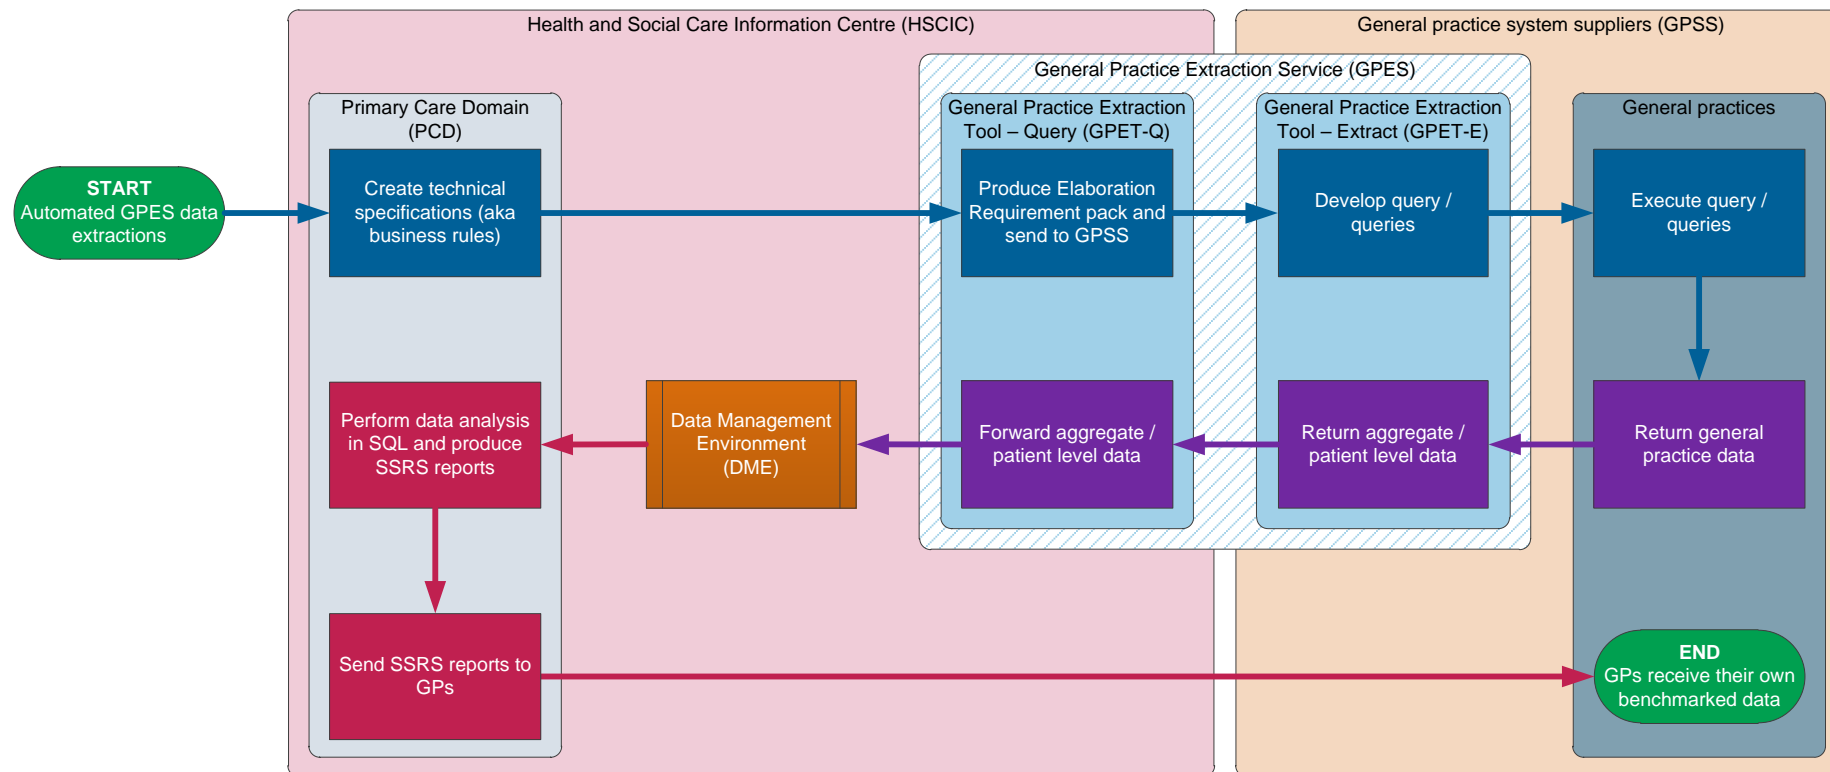 Health and Social Care Information Centre (HSCIC)
General practice system suppliers (GPSS)
General Practice Extraction Service (GPES)
Primary Care Domain
(PCD)
General Practice Extraction
Tool – Query (GPET-Q)
General Practice Extraction
Tool – Extract (GPET-E)
General practices
START
Automated GPES data
extractions
Create technical
specifications (aka
business rules)
Produce Elaboration
Requirement pack and
send to GPSS
Develop query /
queries
Execute query /
queries
Perform data analysis
in SQL and produce
SSRS reports
Data Management
Environment
(DME)
Forward aggregate /
patient level data
Return aggregate /
patient level data
Return general
practice data
Send SSRS reports to
GPs
END
GPs receive their own
benchmarked data